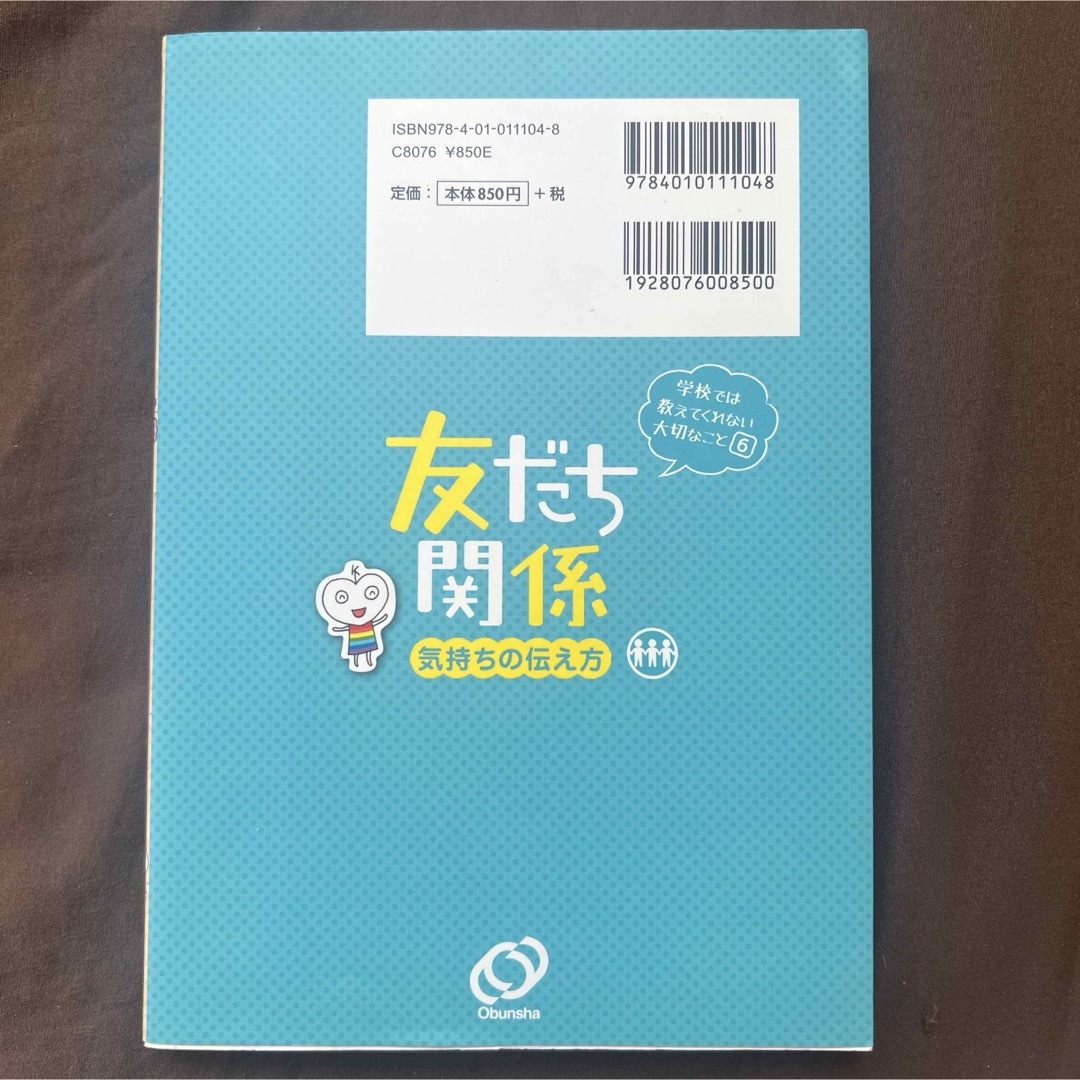 ISBN978-4-01-011104-8
C8076 ¥850E
定価：本体850円＋税
9784010111048
1928076008500
学校では
教えてくれない
大切なこと6
友だち
関係
気持ちの伝え方
K
Obunsha